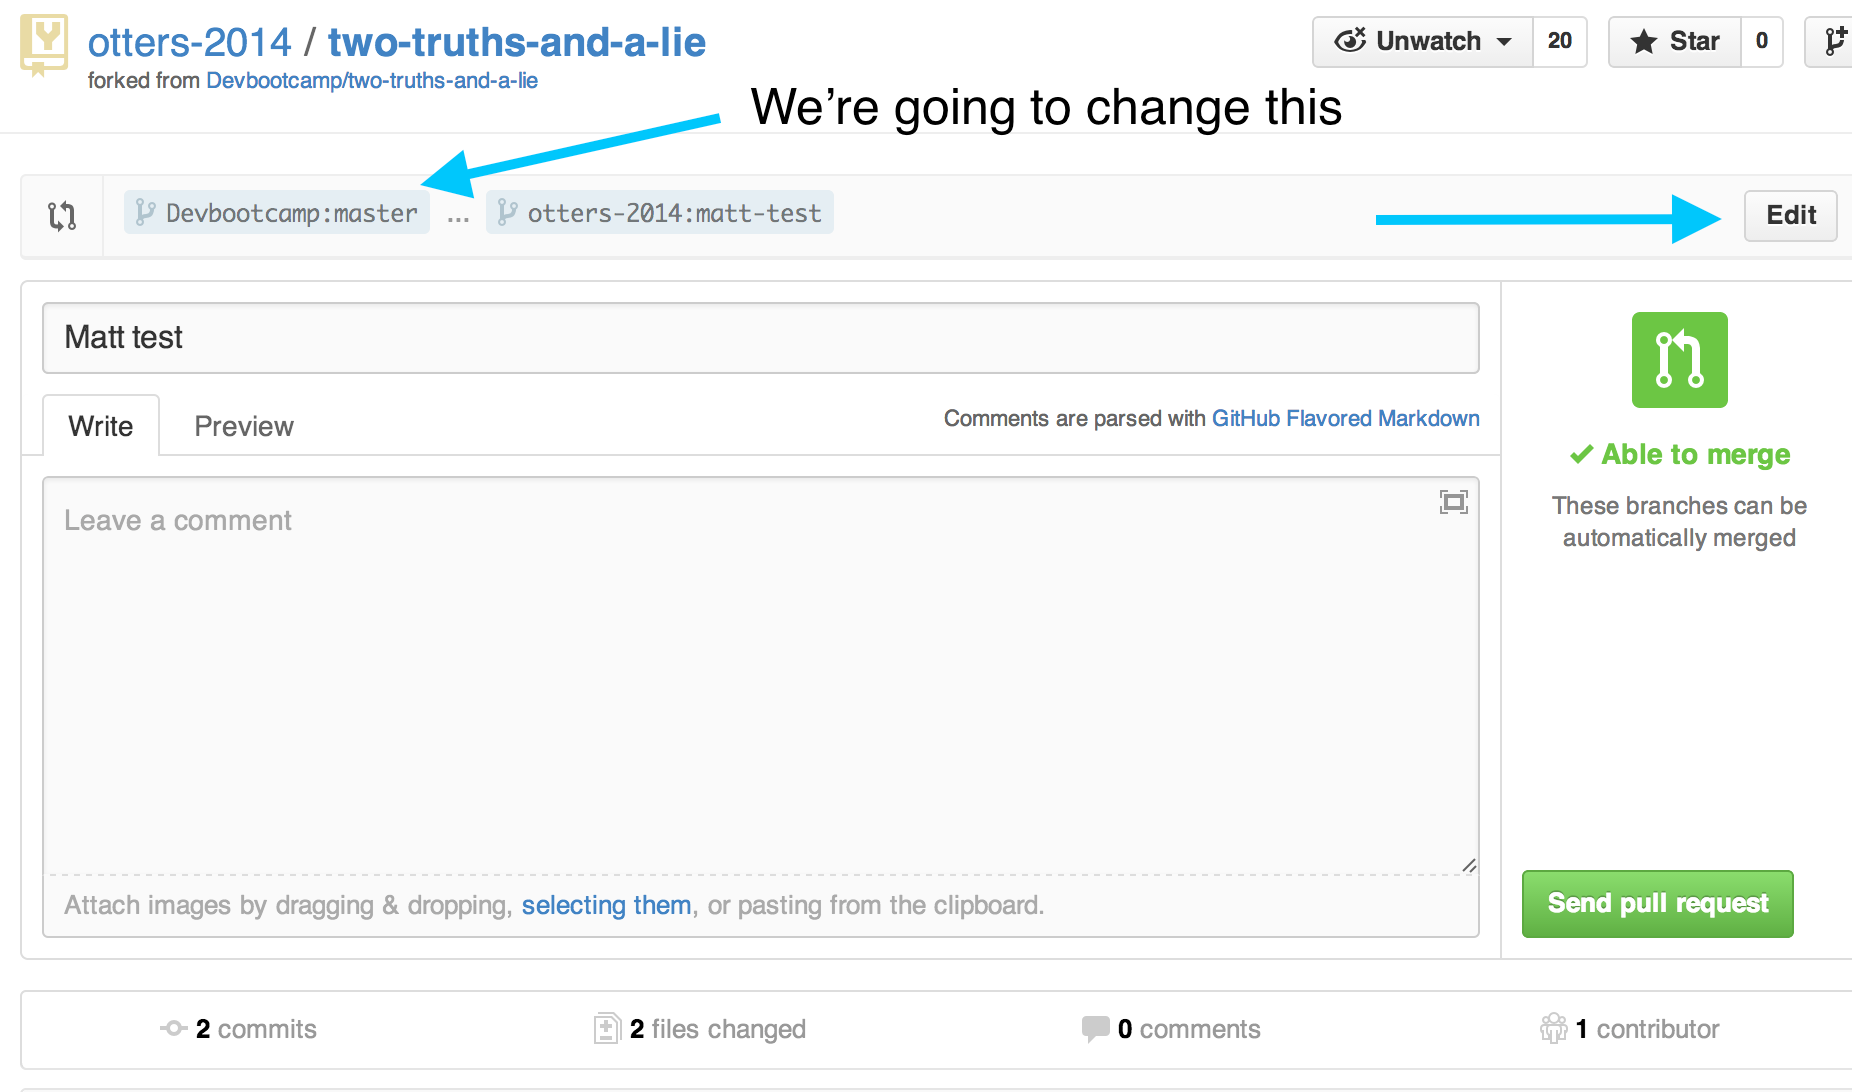 otters-2014 / two-truths-and-a-lie
forked from Devbootcamp/two-truths-and-a-lie
Unwatch 20 Star 0
We're going to change this
Devbootcamp:master ... otters-2014:matt-test
Edit
Matt test
Write Preview Comments are parsed with GitHub Flavored Markdown
Leave a comment
Able to merge
These branches can be
automatically merged
Attach images by dragging & dropping, selecting them, or pasting from the clipboard.
Send pull request
2 commits 2 files changed 0 comments 1 contributor